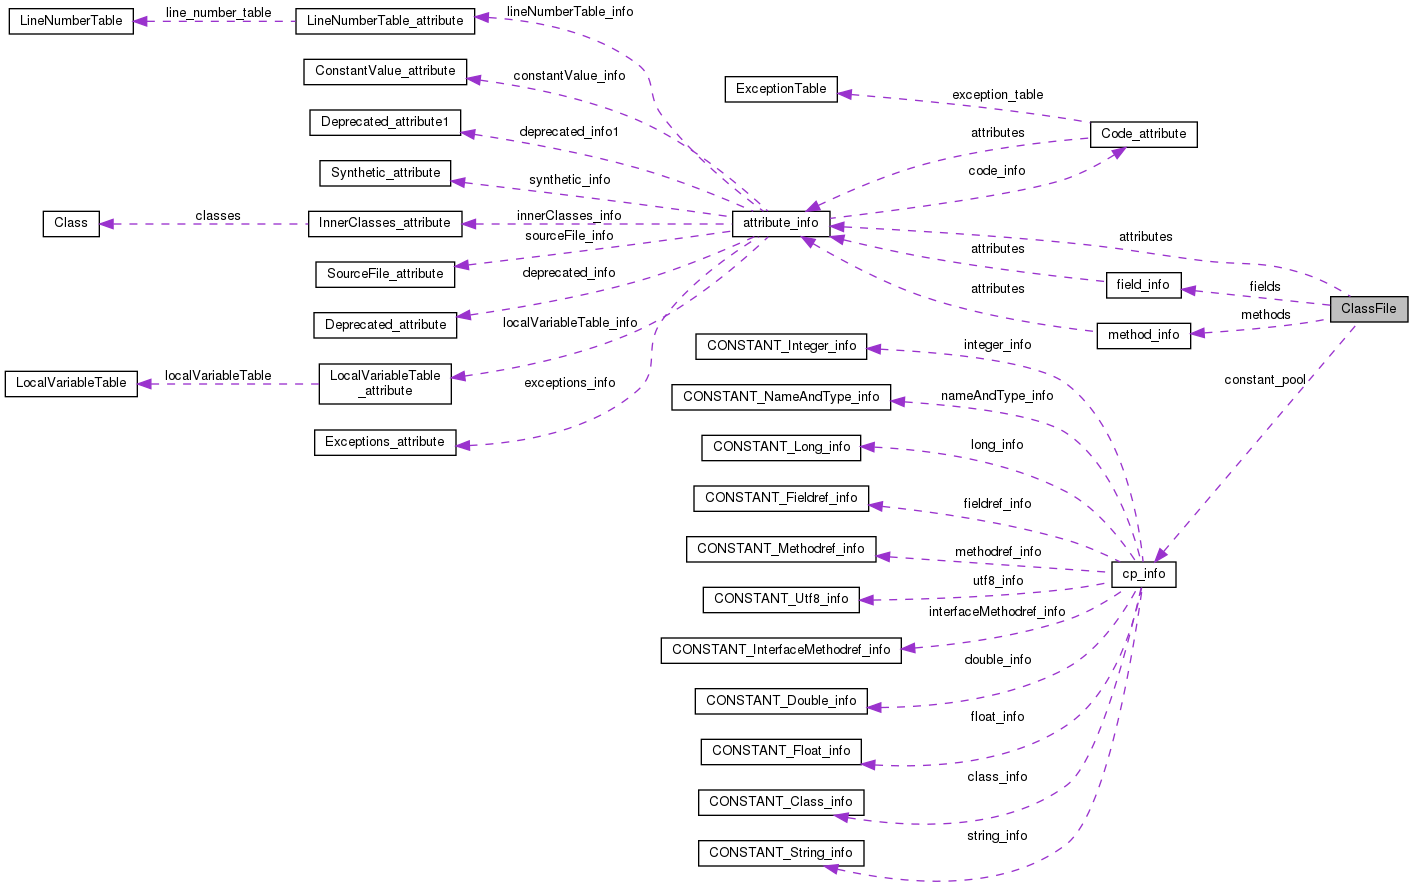 LineNumberTable
line_number_table
LineNumberTable_attribute
lineNumberTable_info
ConstantValue_attribute
constantValue_info
ExceptionTable
exception_table
Deprecated_attribute1
deprecated_info1
attributes
Code_attribute
Synthetic_attribute
synthetic_info
code_info
Class
classes
InnerClasses_attribute
innerClasses_info
attribute_info
attributes
sourceFile_info
SourceFile_attribute
deprecated_info
attributes
field_info
fields
attributes
methods
ClassFile
Deprecated_attribute
localVariableTable_info
method_info
CONSTANT_Integer_info
integer_info
LocalVariableTable
localVariableTable
LocalVariableTable
_attribute
exceptions_info
constant_pool
CONSTANT_NameAndType_info
nameAndType_info
Exceptions_attribute
CONSTANT_Long_info
long_info
CONSTANT_Fieldref_info
fieldref_info
CONSTANT_Methodref_info
methodref_info
cp_info
utf8_info
CONSTANT_Utf8_info
interfaceMethodref_info
CONSTANT_InterfaceMethodref_info
double_info
CONSTANT_Double_info
float_info
CONSTANT_Float_info
class_info
CONSTANT_Class_info
string_info
CONSTANT_String_info